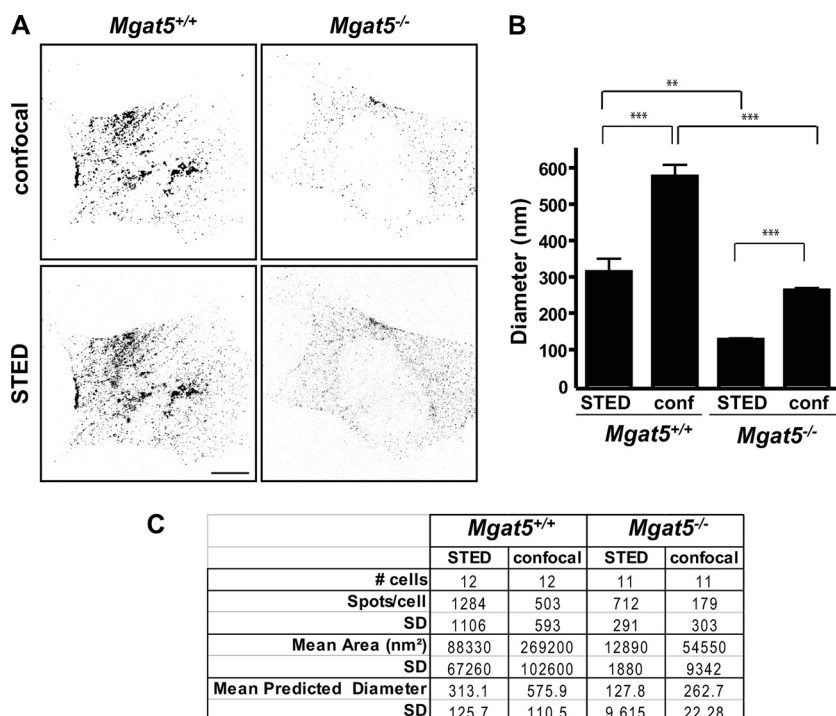 A
Mgat5+/+ Mgat5-/-
confocal
STED
B
** 
*** ***
***
Diameter (nm)
600
500
400
300
200
100
0
STED conf STED conf
Mgat5+/+ Mgat5-/-
C
Mgat5+/+ Mgat5-/-
STED confocal STED confocal
# cells 12 12 11 11
Spots/cell 1284 503 712 179
SD 1106 593 291 303
Mean Area (nm²) 88330 269200 12890 54550
SD 67260 102600 1880 9342
Mean Predicted Diameter 313.1 575.9 127.8 262.7
SD 125.7 110.5 9.615 22.28